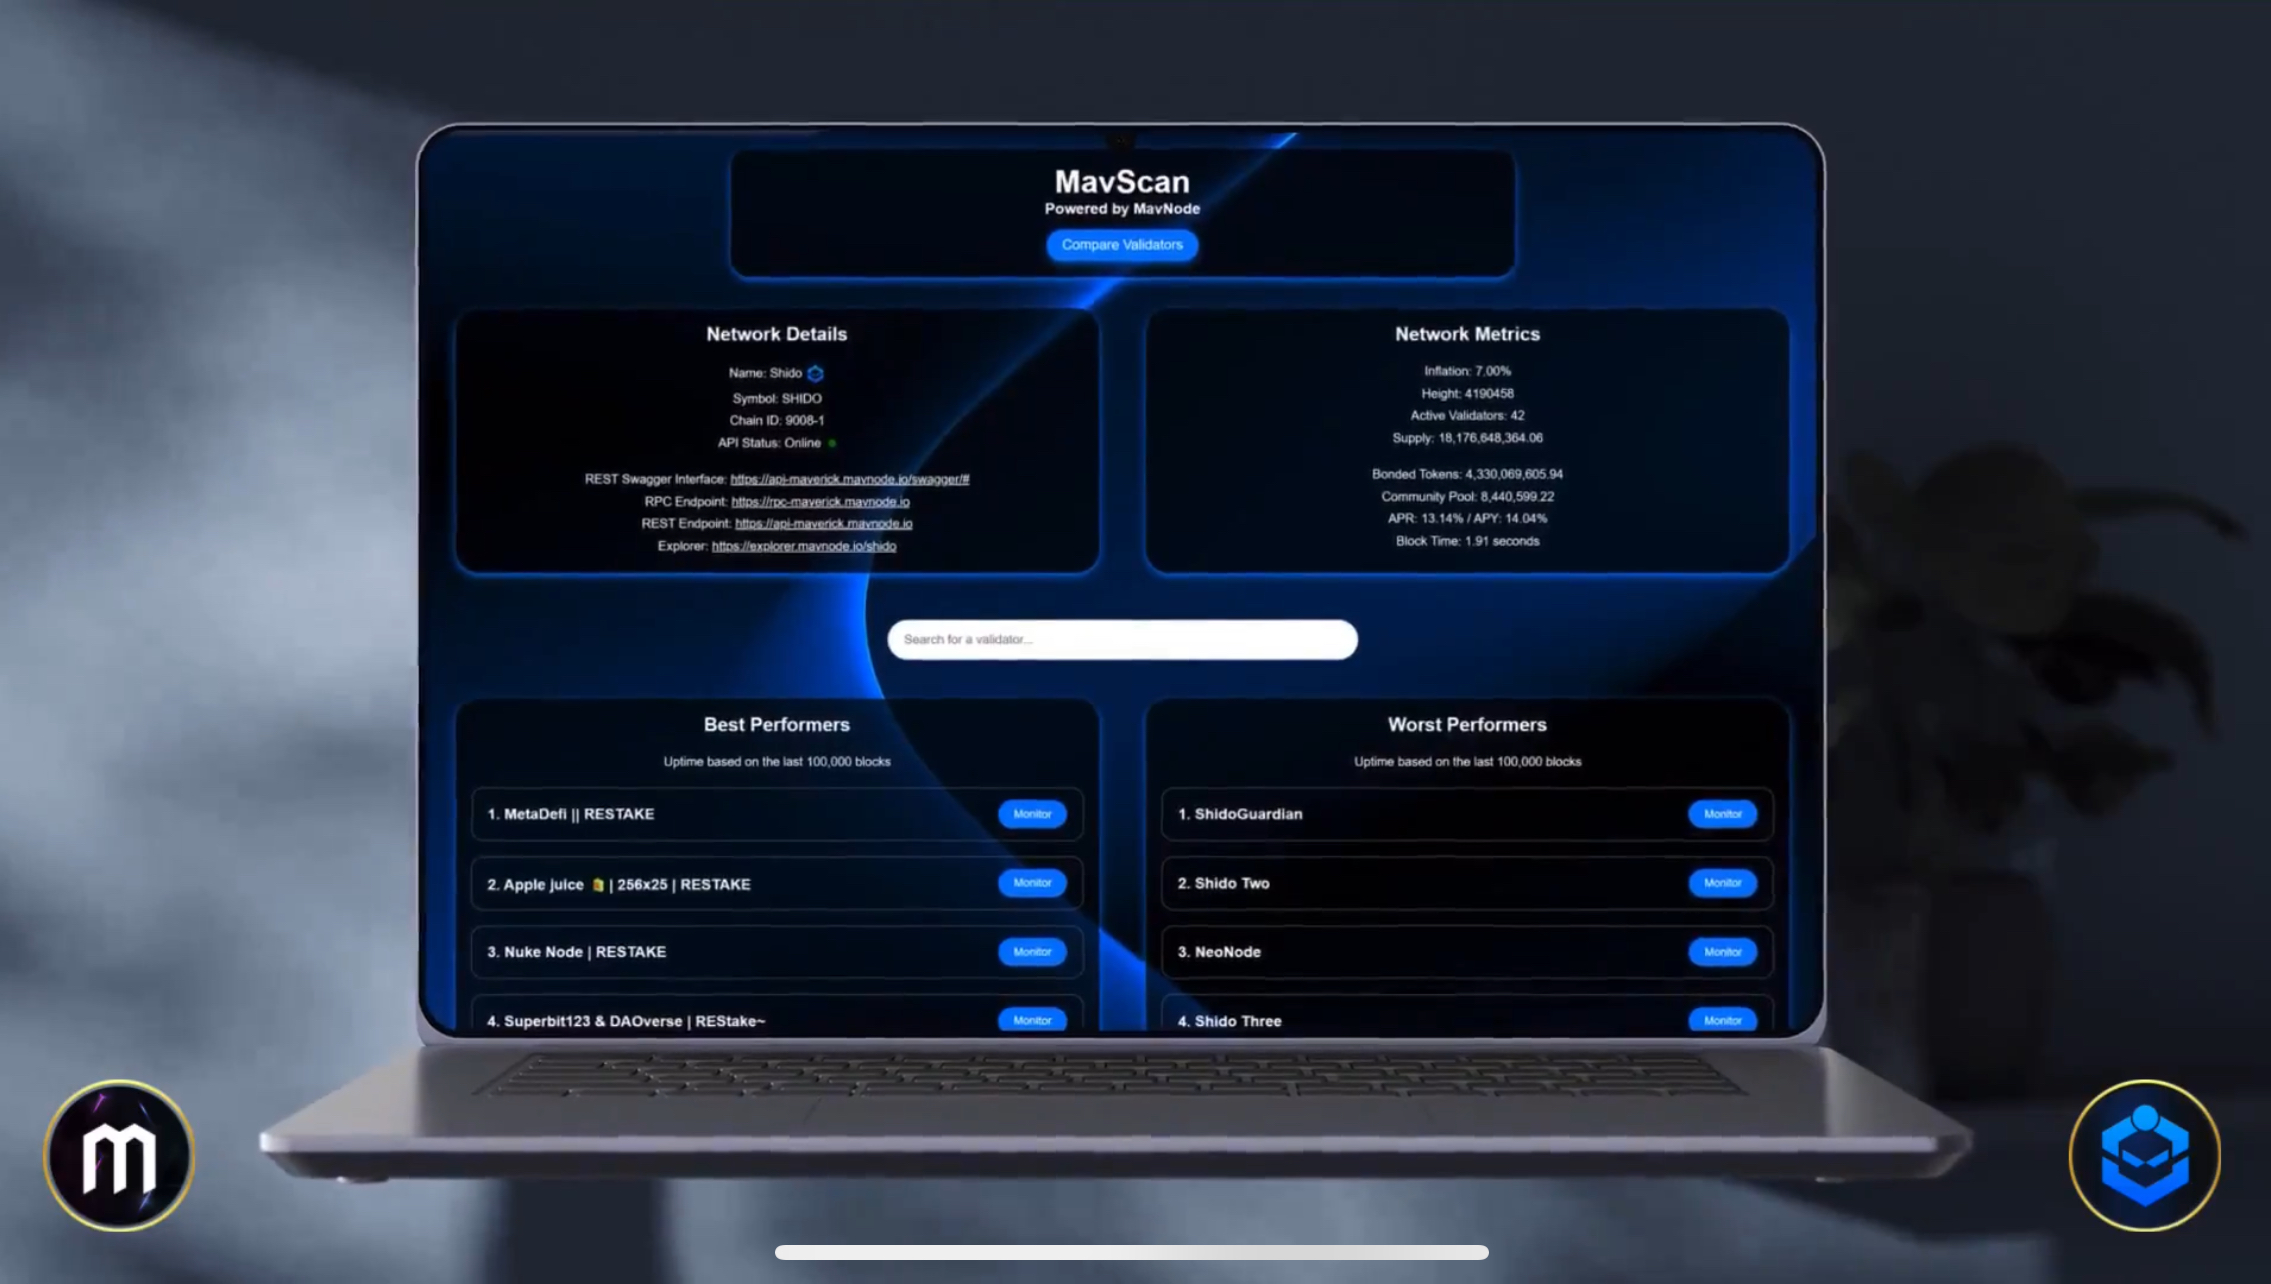 MavScan
Powered by MavNode
Compare Validators
Network Details
Name: Shido
Symbol: SHIDO
Chain ID: 9008-1
API Status: Online
REST Swagger Interface: https://api-maverick.mavnode.io/swagger/#
RPC Endpoint: https://rpc-maverick.mavnode.io
REST Endpoint: https://api-maverick.mavnode.io
Explorer: https://explorer.mavnode.io/shido
Network Metrics
Inflation: 7.00%
Height: 4190458
Active Validators: 42
Supply: 18,176,648,364.06
Bonded Tokens: 4,330,069,605.94
Community Pool: 8,440,599.22
APR: 13.14% / APY: 14.04%
Block Time: 1.91 seconds
Search for a validator...
Best Performers
Uptime based on the last 100,000 blocks
1. MetaDefi || RESTAKE Monitor
2. Apple juice 🧃 | 256x25 | RESTAKE Monitor
3. Nuke Node | RESTAKE Monitor
4. Superbit123 & DAOverse | REStake~ Monitor
Worst Performers
Uptime based on the last 100,000 blocks
1. ShidoGuardian Monitor
2. Shido Two Monitor
3. NeoNode Monitor
4. Shido Three Monitor
m